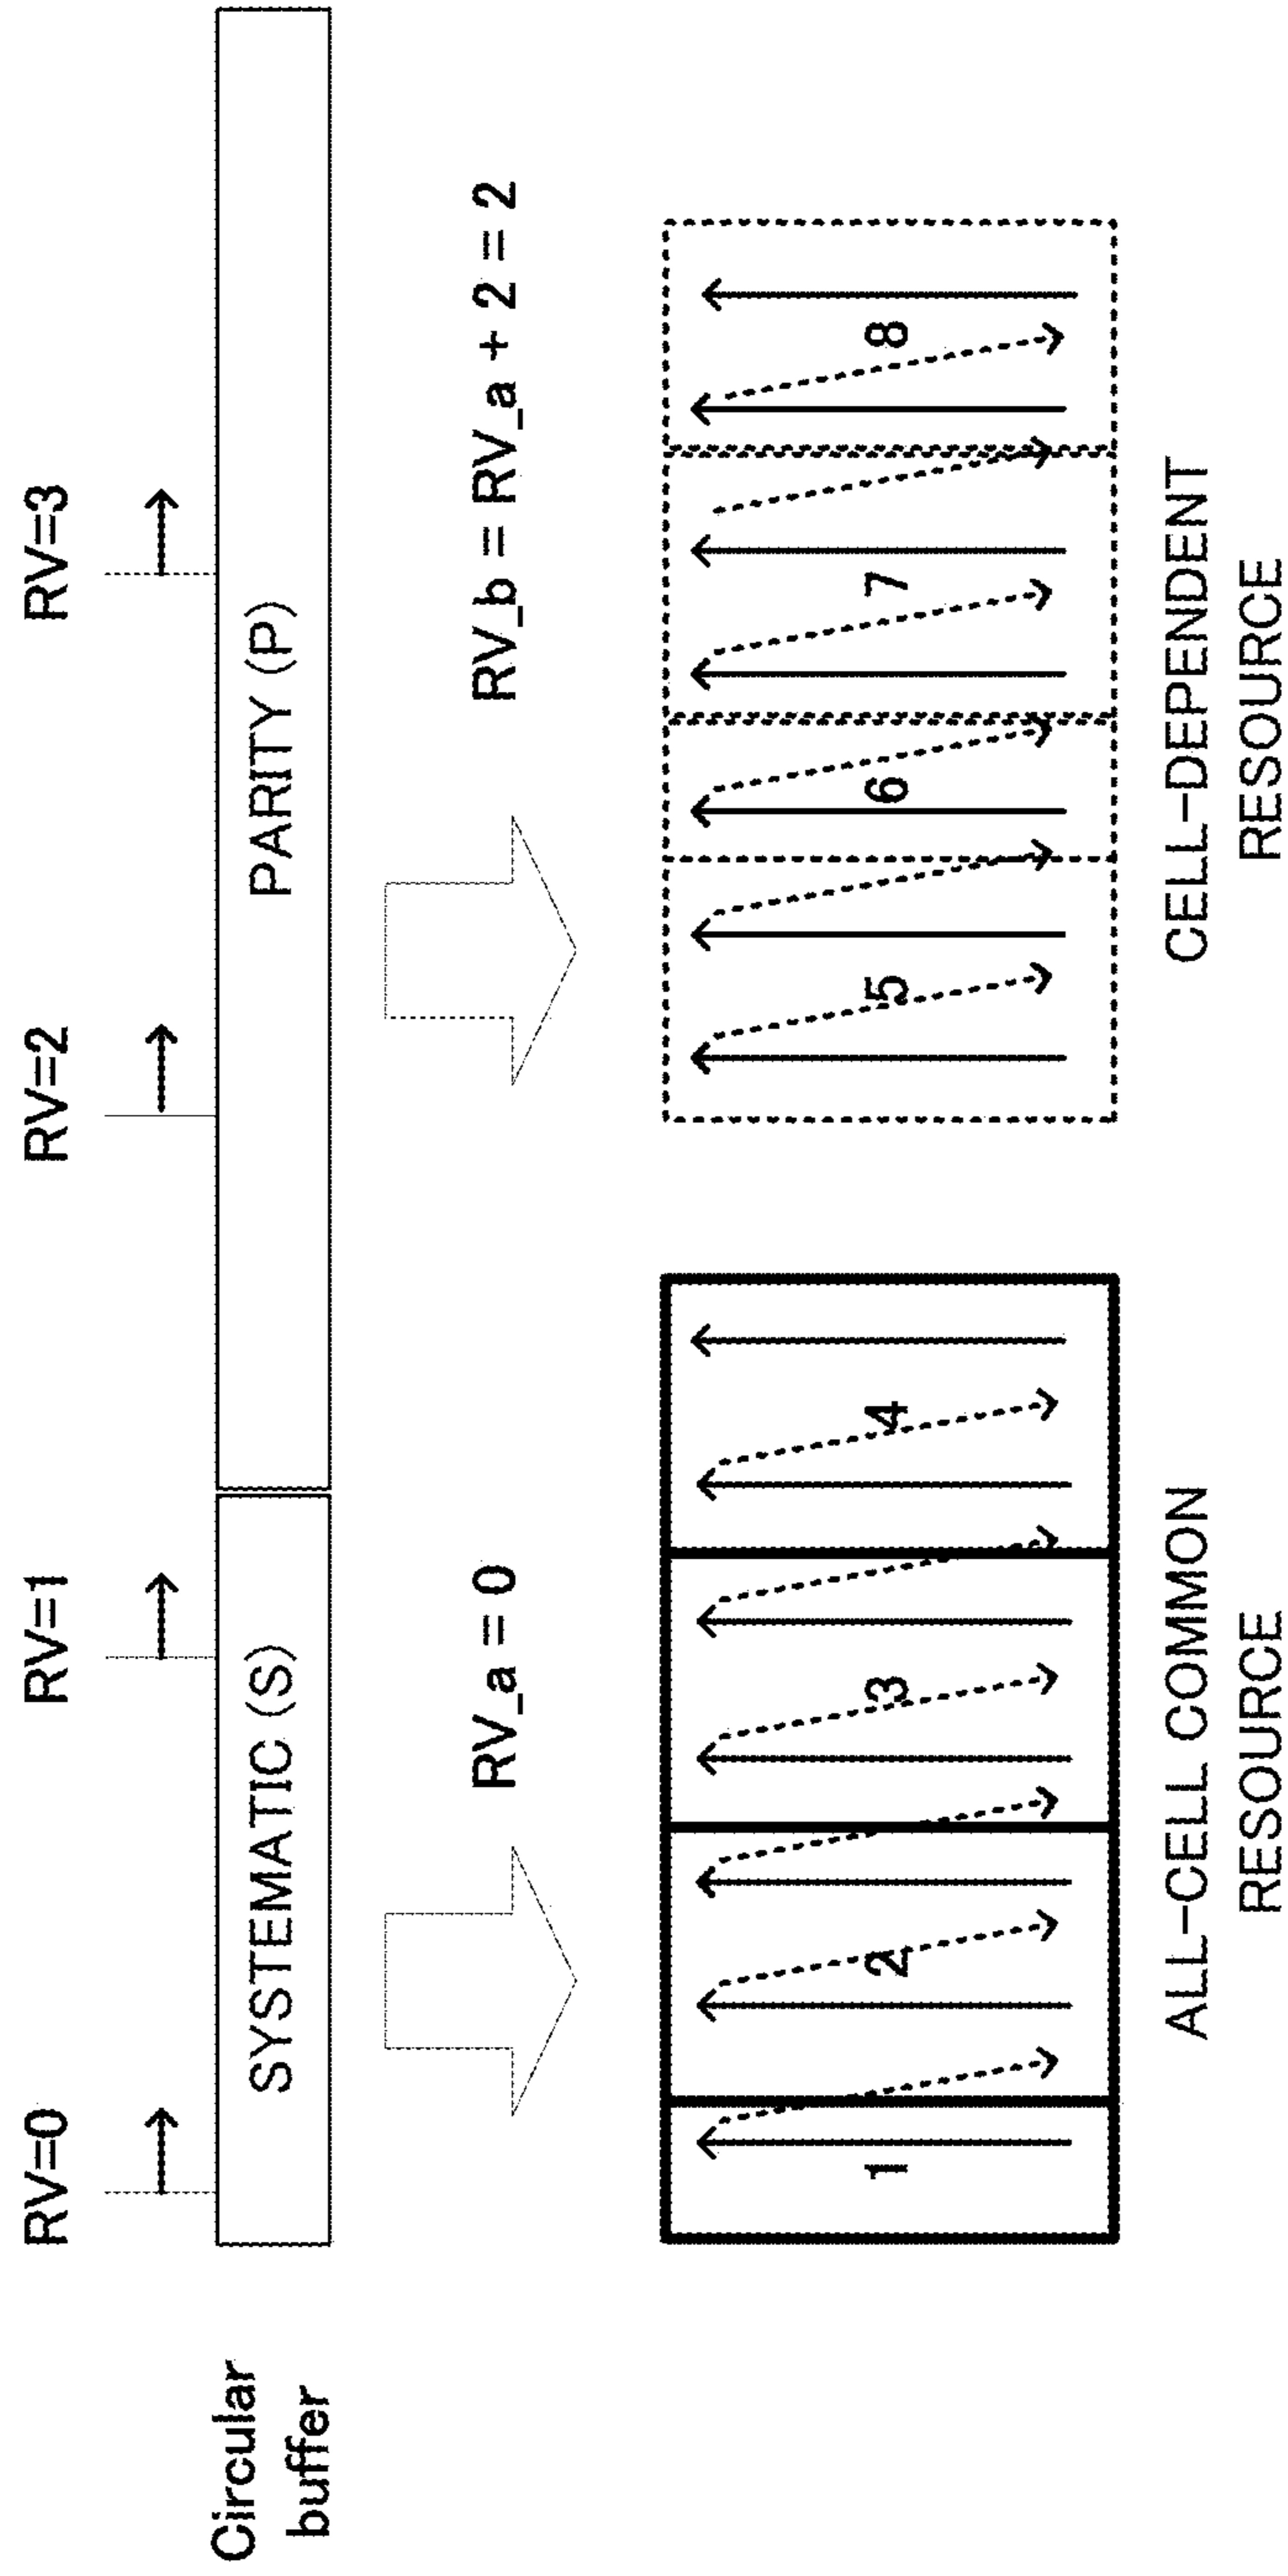 RV=0
RV=1
RV=2
RV=3
Circular
buffer
SYSTEMATIC (S)
PARITY (P)
RV_a = 0
RV_b = RV_a + 2 = 2
1
2
3
4
5
6
7
8
ALL-CELL COMMON
RESOURCE
CELL-DEPENDENT
RESOURCE